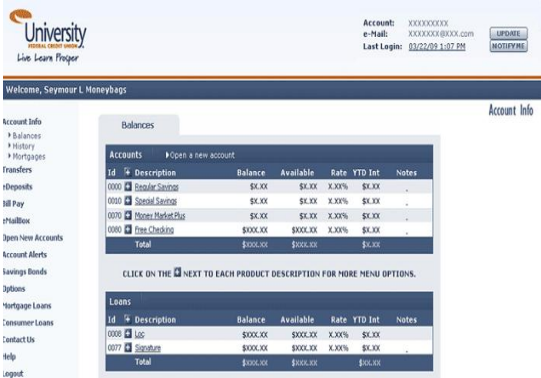 University
FEDERAL CREDIT UNION
Live Learn Prosper
Account: XXXXXXXXX
e-Mail: XXXXXXX@XXX.com UPDATE
Last Login: 03/22/09 1:07 PM NOTIFY ME
Welcome, Seymour L Moneybags
Account Info
Account Info
Balances
History
Mortgages
Transfers
eDeposits
Bill Pay
eMailBox
Open New Accounts
Account Alerts
Savings Bonds
Options
Mortgage Loans
Consumer Loans
Contact Us
Help
Logout
Balances
Accounts Open a new account
Id Description Balance Available Rate YTD Int Notes
0000 Regular Savings $X.XX $X.XX X.XX% $X.XX
0010 Special Savings $X.XX $X.XX X.XX% $X.XX
0070 Money Market Plus $X.XX $X.XX X.XX% $X.XX
0080 Free Checking $XXX.XX $XXX.XX X.XX% $X.XX
Total $XXX.XX $XXX.XX $X.XX
CLICK ON THE NEXT TO EACH PRODUCT DESCRIPTION FOR MORE MENU OPTIONS.
Loans
Id Description Balance Available Rate YTD Int Notes
0008 Loc $XXX.XX $XXX.XX X.XX% $X.XX
0077 Signature $XXX.XX $XXX.XX X.XX% $X.XX
Total $XXX.XX $XXX.XX $XX.XX